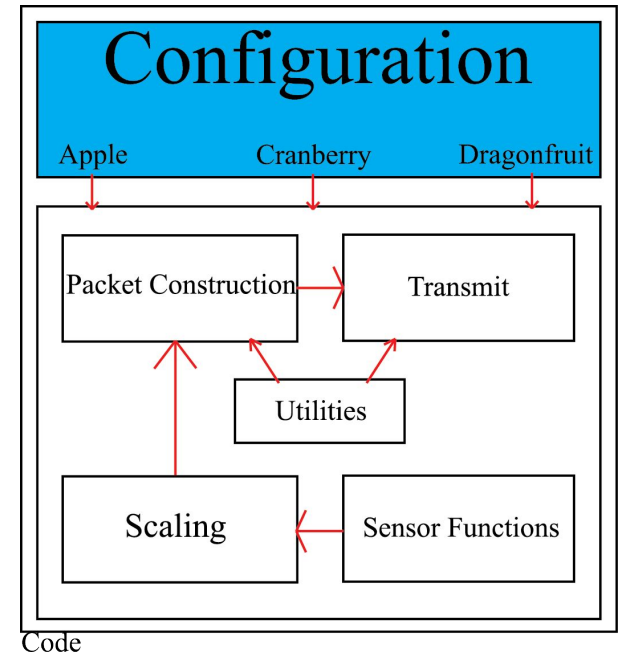 Configuration
Apple Cranberry Dragonfruit
Packet Construction
Transmit
Utilities
Scaling
Sensor Functions
Code